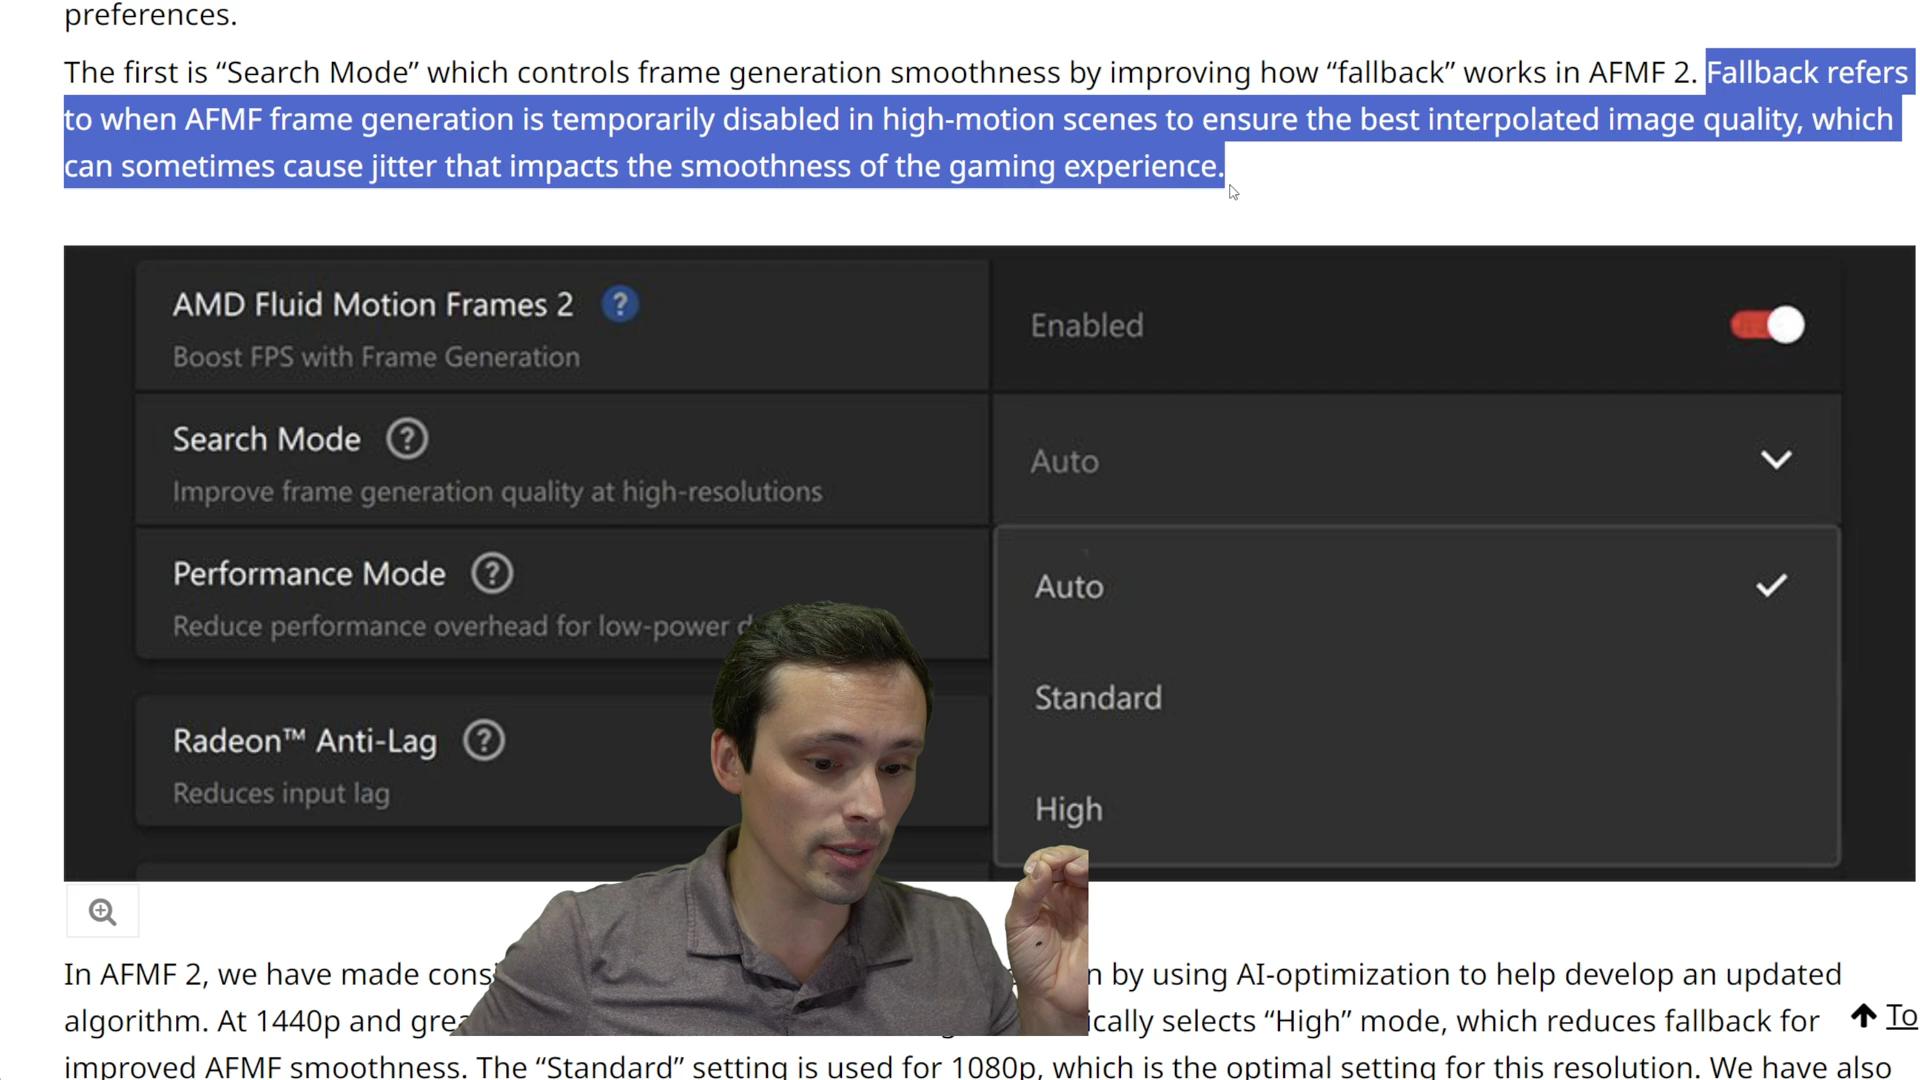 preferences.
The first is “Search Mode” which controls frame generation smoothness by improving how “fallback” works in AFMF 2. Fallback refers
to when AFMF frame generation is temporarily disabled in high-motion scenes to ensure the best interpolated image quality, which
can sometimes cause jitter that impacts the smoothness of the gaming experience.
AMD Fluid Motion Frames 2
Boost FPS with Frame Generation
Enabled
Search Mode
Improve frame generation quality at high-resolutions
Auto
Performance Mode
Reduce performance overhead for low-power
Auto
Standard
High
Radeon™ Anti-Lag
Reduces input lag
In AFMF 2, we have made by using AI-optimization to help develop an updated
algorithm. At 1440p and selects “High” mode, which reduces fallback for
improved AFMF smoothness. The “Standard” setting is used for 1080p, which is the optimal setting for this resolution. We have also
To